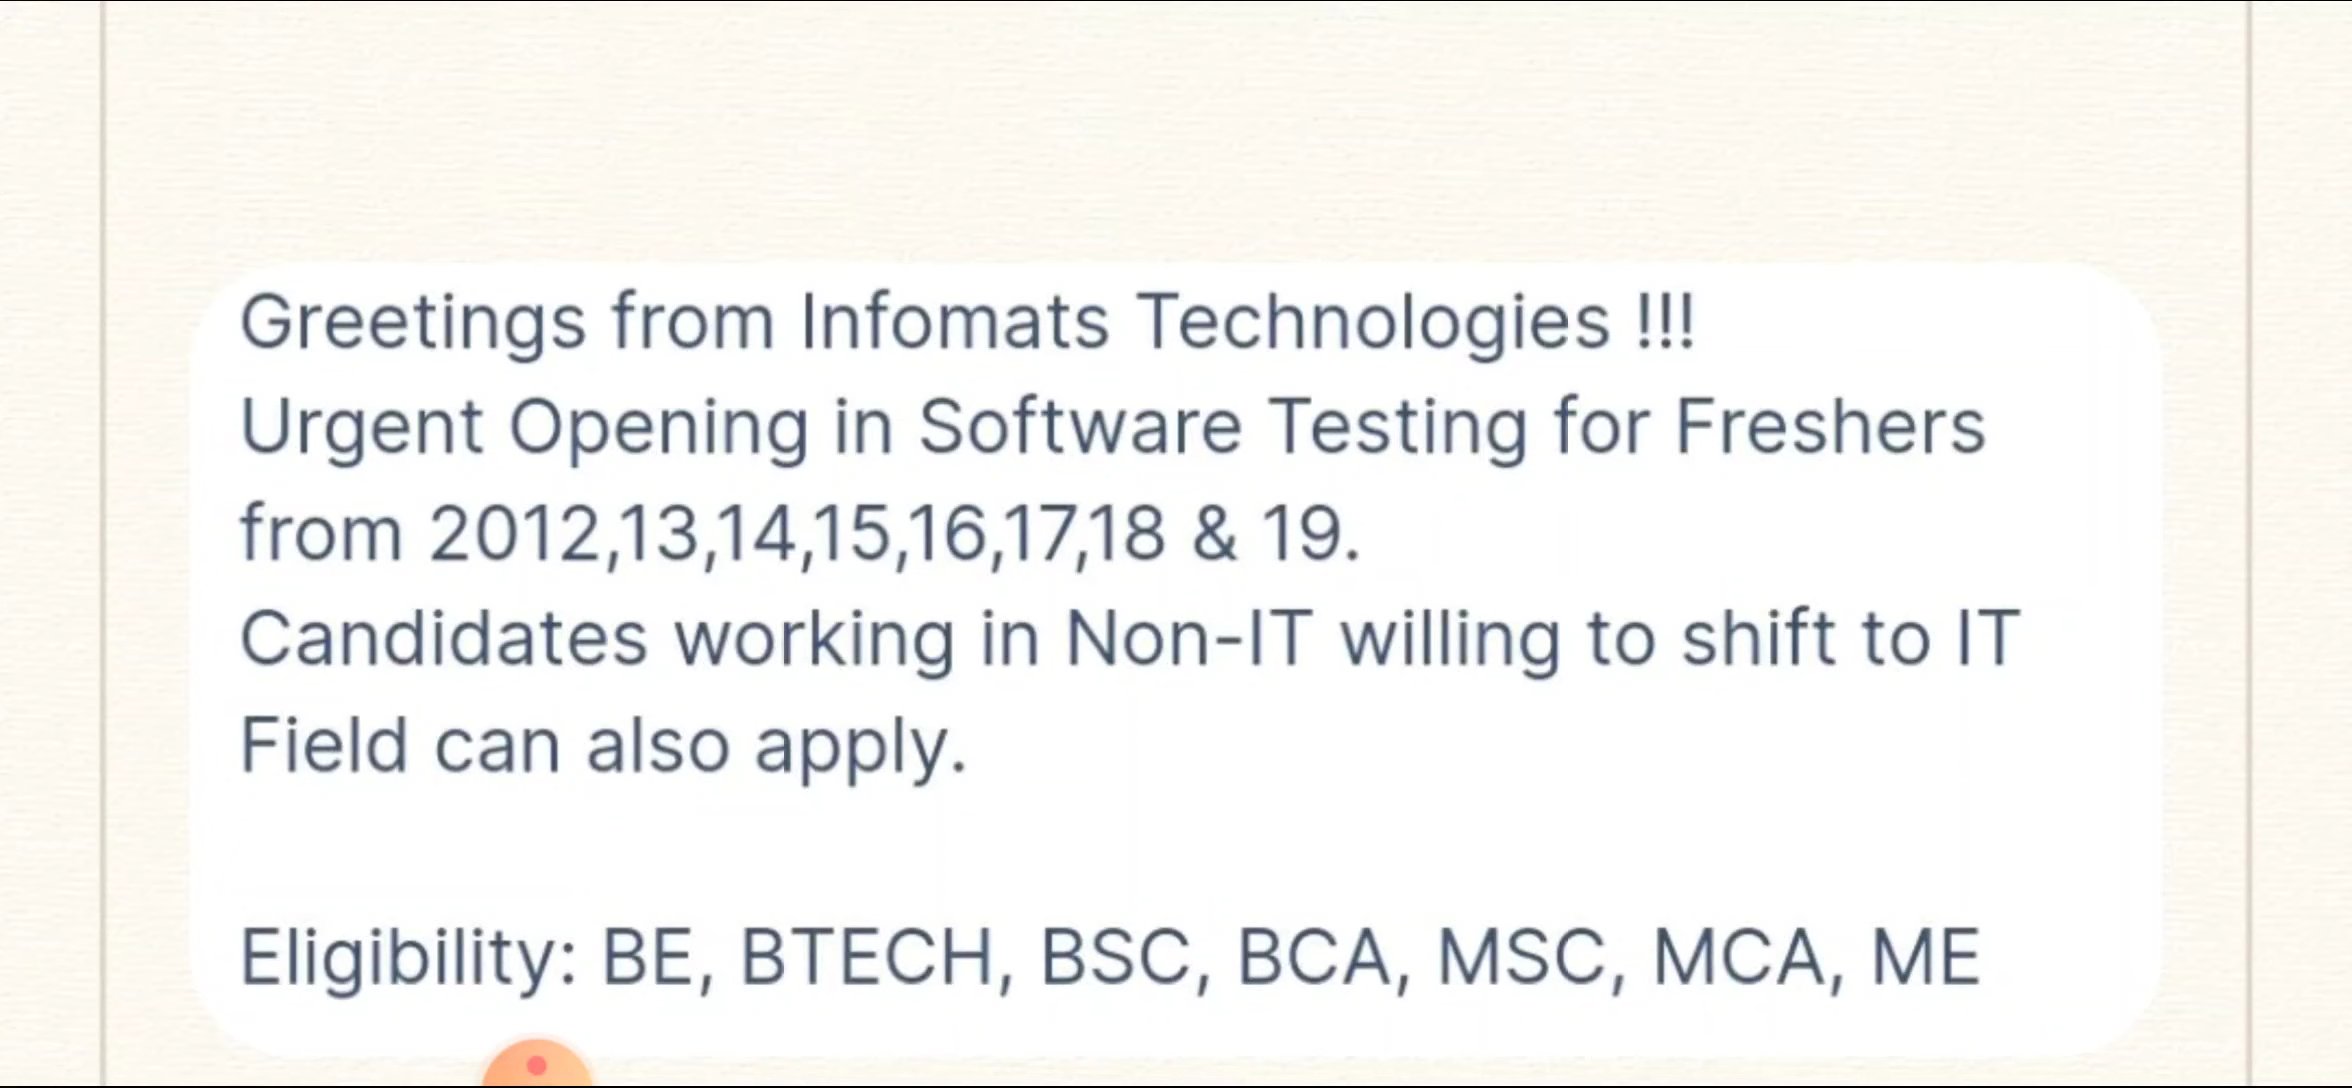 Greetings from Infomats Technologies !!!
Urgent Opening in Software Testing for Freshers
from 2012,13,14,15,16,17,18 & 19.
Candidates working in Non-IT willing to shift to IT
Field can also apply.
Eligibility: BE, BTECH, BSC, BCA, MSC, MCA, ME